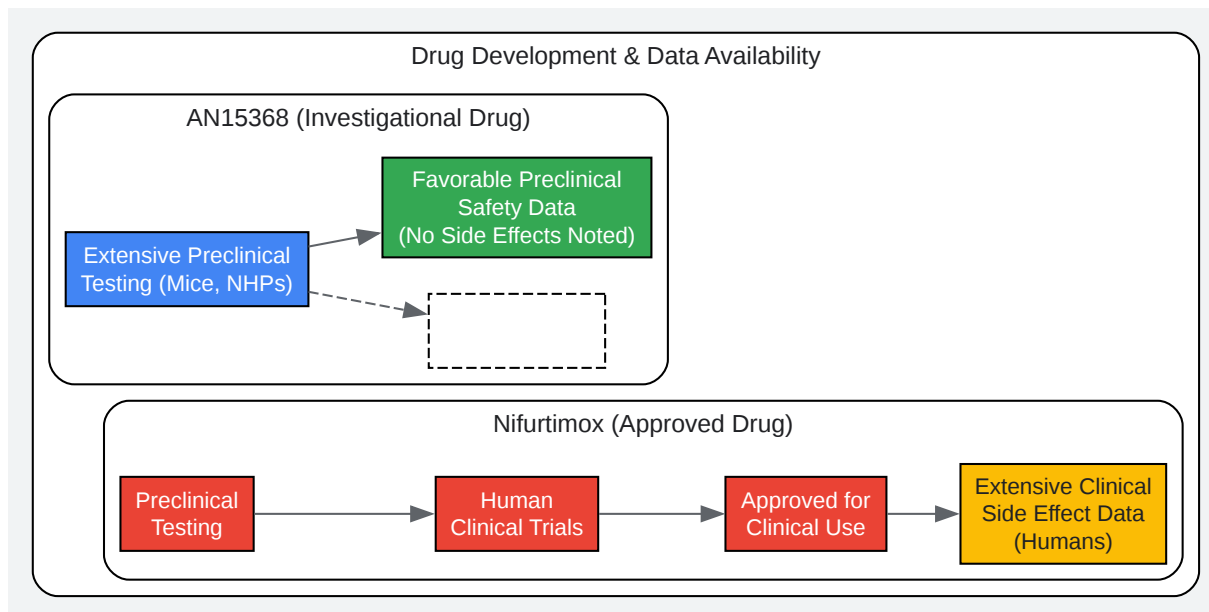 Drug Development & Data Availability
AN15368 (Investigational Drug)
Favorable Preclinical
Safety Data
(No Side Effects Noted)
Extensive Preclinical
Testing (Mice, NHPs)
Nifurtimox (Approved Drug)
Preclinical
Testing
Human
Clinical Trials
Approved for
Clinical Use
Extensive Clinical
Side Effect Data
(Humans)